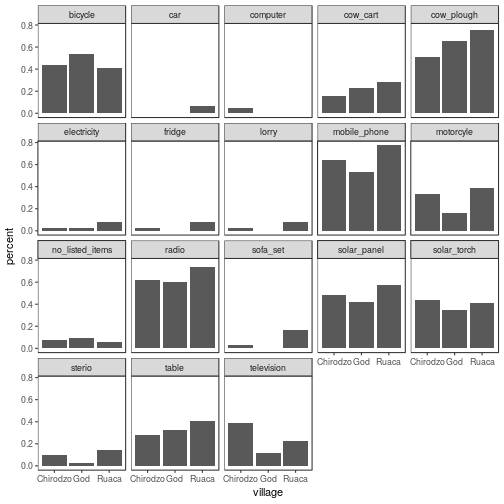 bicycle car computer cow_cart cow_plough
0.8
0.6
0.4
0.2
0.0
electricity fridge lorry mobile_phone motorcyle
0.8
0.6
0.4
0.2
0.0
no_listed_items radio sofa_set solar_panel solar_torch
0.8
0.6
0.4
0.2
0.0
Chirodzo God Ruaca Chirodzo God Ruaca
sterio table television
0.8
0.6
0.4
0.2
0.0
Chirodzo God Ruaca Chirodzo God Ruaca Chirodzo God Ruaca
village
percent